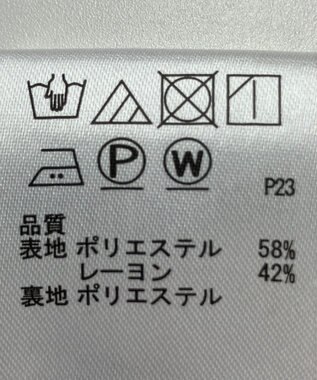 P W
P23
品質
表地 ポリエステル 58%
レーヨン 42%
裏地 ポリエステル